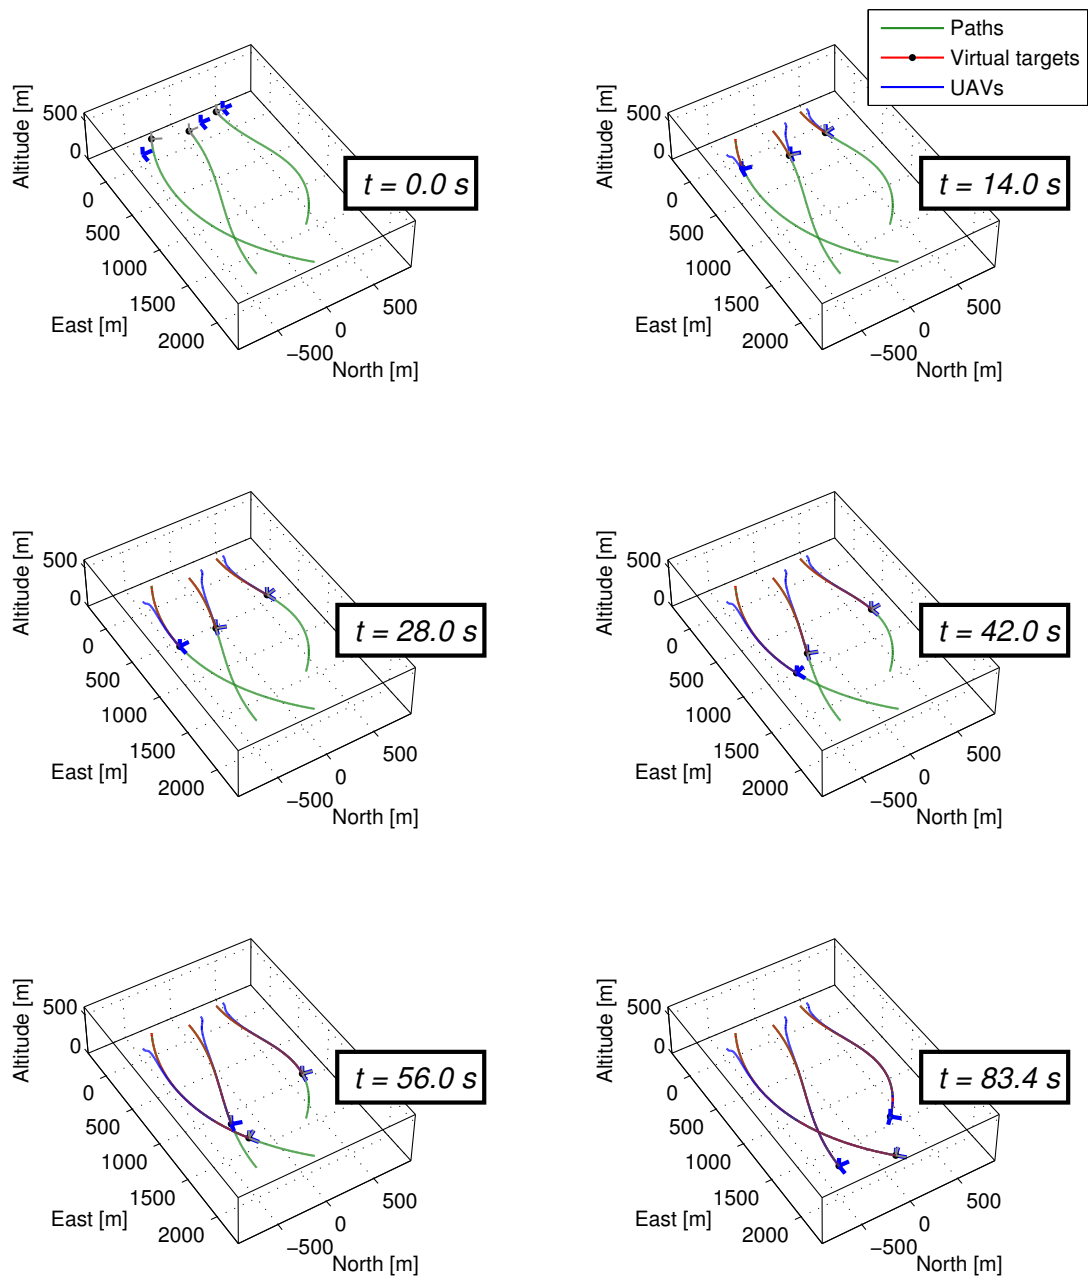 Paths
Virtual targets
UAVs
500
0
Altitude [m]
t = 0.0 s
0
500
1000
1500
2000
East [m]
−500
0
500
North [m]
500
0
Altitude [m]
t = 14.0 s
0
500
1000
1500
2000
East [m]
−500
0
500
North [m]
500
0
Altitude [m]
t = 28.0 s
0
500
1000
1500
2000
East [m]
−500
0
500
North [m]
500
0
Altitude [m]
t = 42.0 s
0
500
1000
1500
2000
East [m]
−500
0
500
North [m]
500
0
Altitude [m]
t = 56.0 s
0
500
1000
1500
2000
East [m]
−500
0
500
North [m]
500
0
Altitude [m]
t = 83.4 s
0
500
1000
1500
2000
East [m]
−500
0
500
North [m]